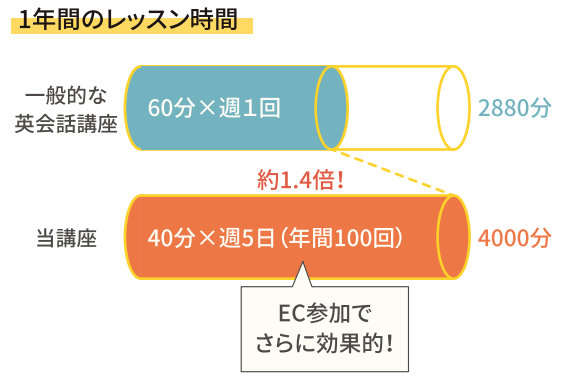 1年間のレッスン時間
一般的な
英会話講座
60分×週１回
2880分
約1.4倍！
当講座
40分×週5日（年間100回）
4000分
EC参加で
さらに効果的！